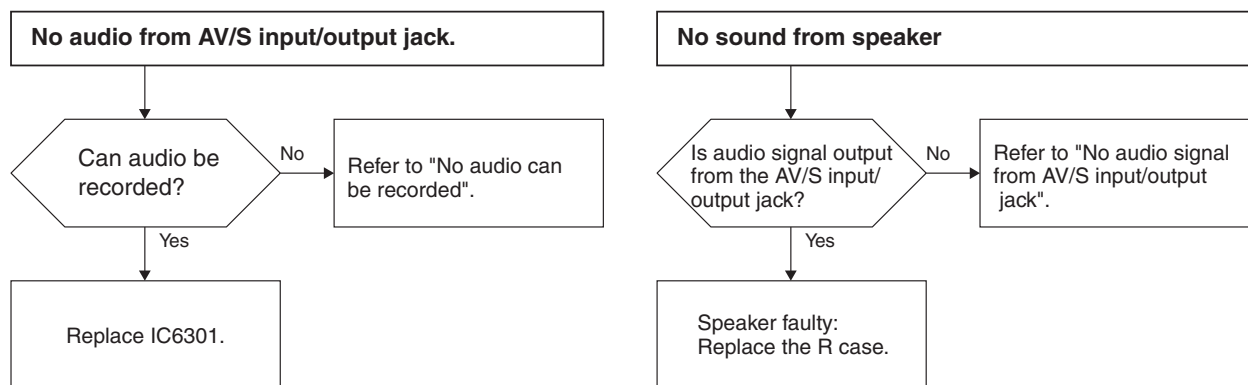 No audio from AV/S input/output jack.
Can audio be
recorded?
No
Refer to "No audio can
be recorded".
Yes
Replace IC6301.
No sound from speaker
Is audio signal output
from the AV/S input/
output jack?
No
Refer to "No audio signal
from AV/S input/output
jack".
Yes
Speaker faulty:
Replace the R case.